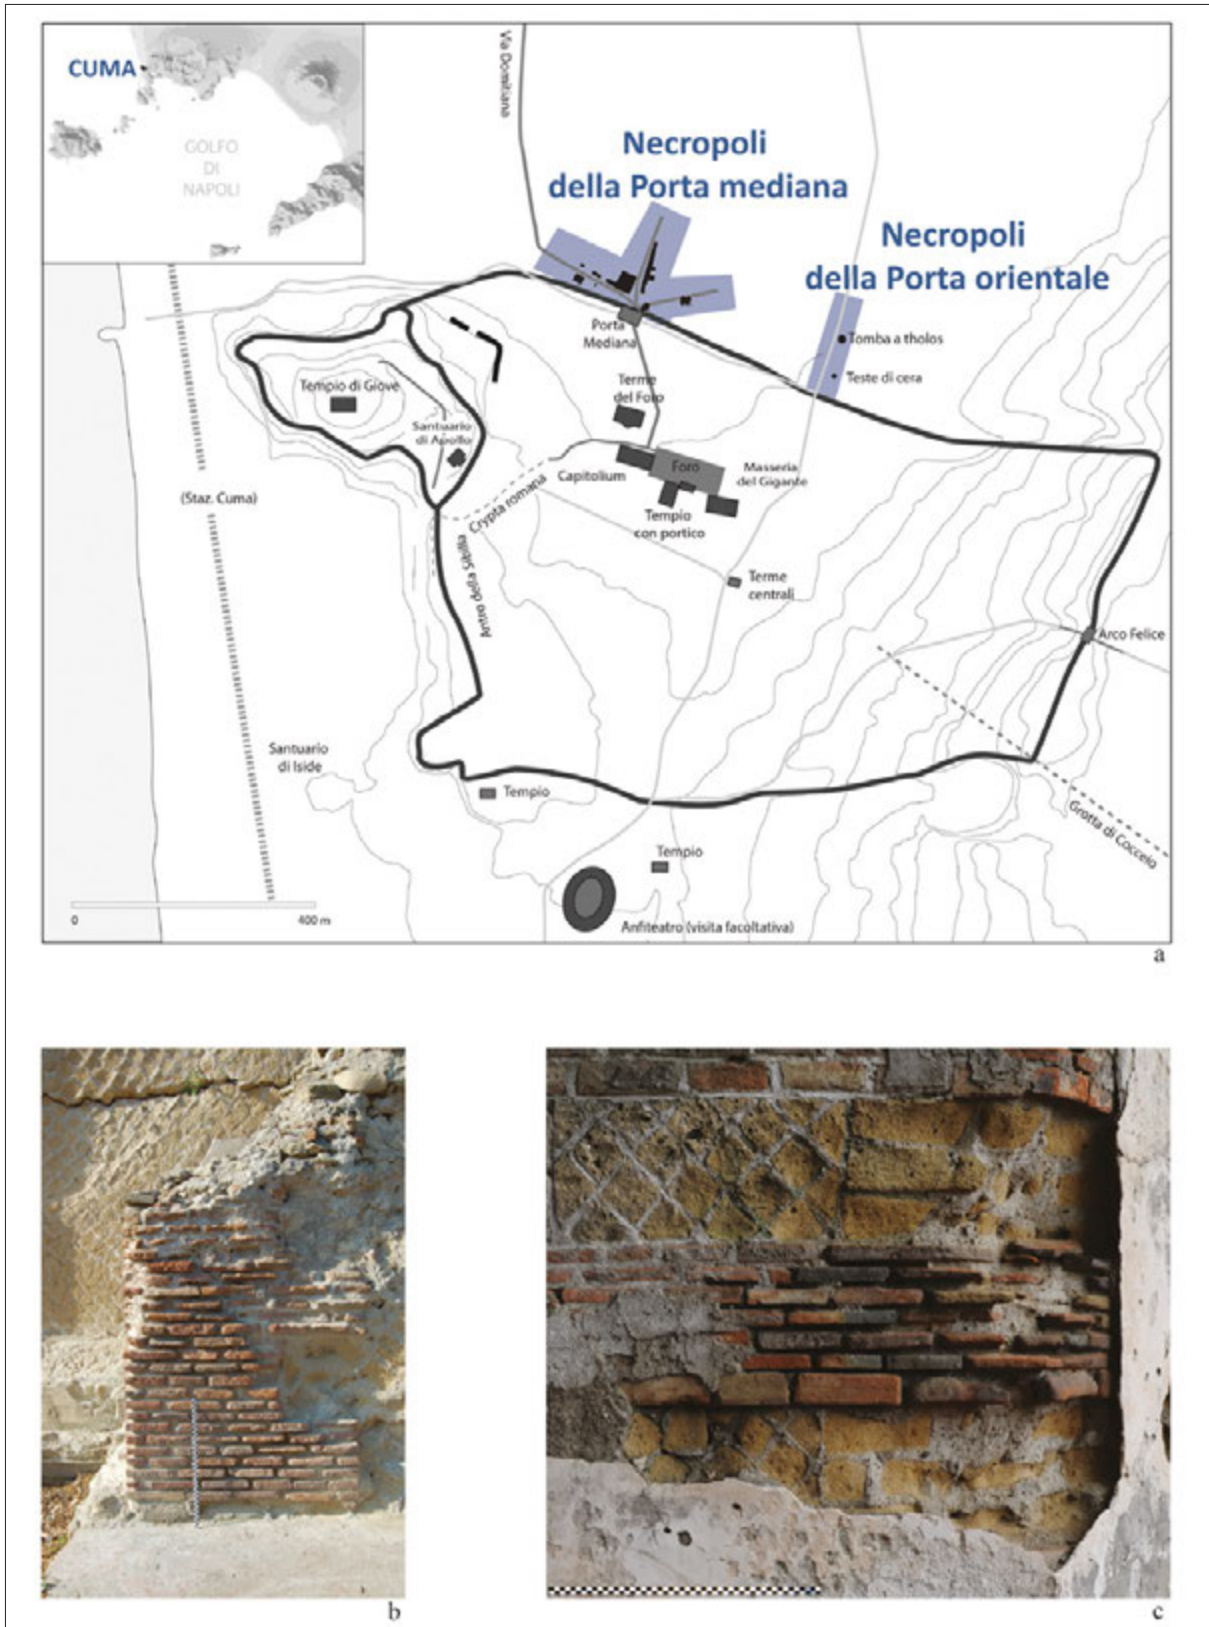 CUMA
GOLFO
DI
NAPOLI
Via Domitiana
Necropoli
della Porta mediana
Necropoli
della Porta orientale
Porta
Mediana
Tomba a tholos
Teste di cera
Tempio di Giove
Terme
del Foro
Santuario
di Apollo
(Staz. Cuma)
Crypta romana
Capitolium
Foro
Masseria
del Gigante
Tempio
con portico
Antro della Sibilla
Terme
centrali
Arco Felice
Santuario
di Iside
Tempio
Grotta di Cocceio
Tempio
0
400 m
Anfiteatro (visita facoltativa)
a
b
c